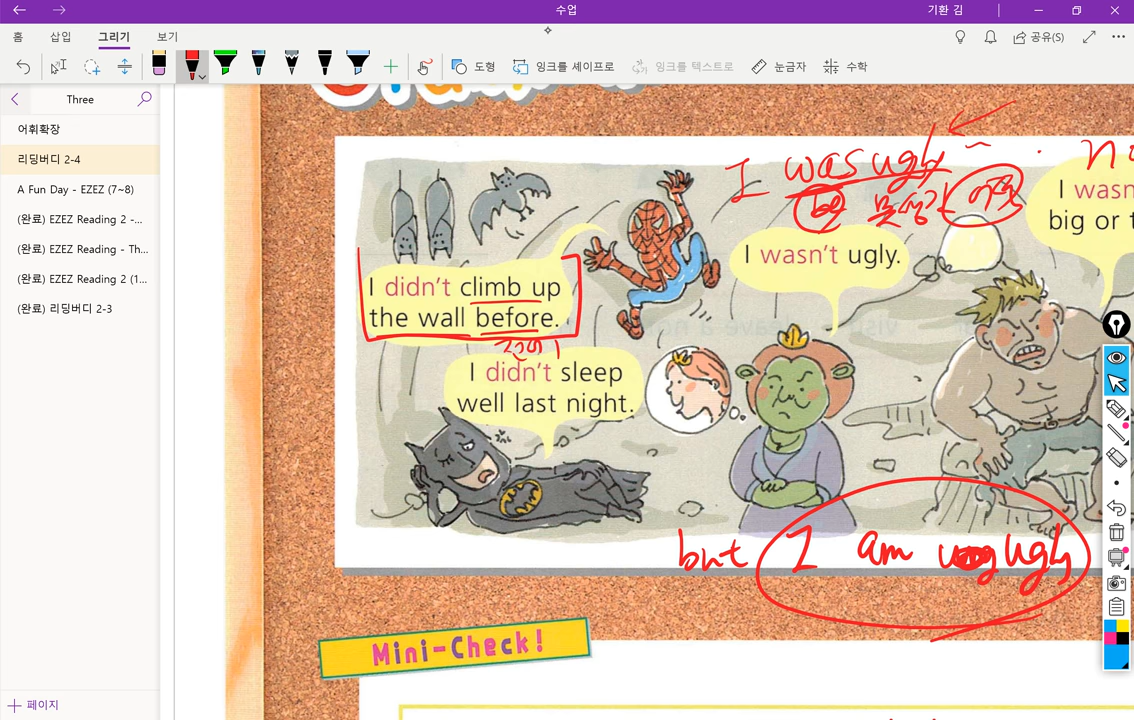 수업
기환 김
홈 삽입 그리기 보기
공유(S)
도형 잉크를 셰이프로 잉크를 텍스트로 눈금자 수학
Three
어휘확장
리딩버디 2-4
A Fun Day - EZEZ (7~8)
(완료) EZEZ Reading 2 -...
(완료) EZEZ Reading - Th...
(완료) EZEZ Reading 2 (1...
(완료) 리딩버디 2-3
페이지
I was ugly
I wasn
big or t
I wasn't ugly.
I didn't climb up
the wall before.
전에
I didn't sleep
well last night.
but I am ugly
Mini-Check!